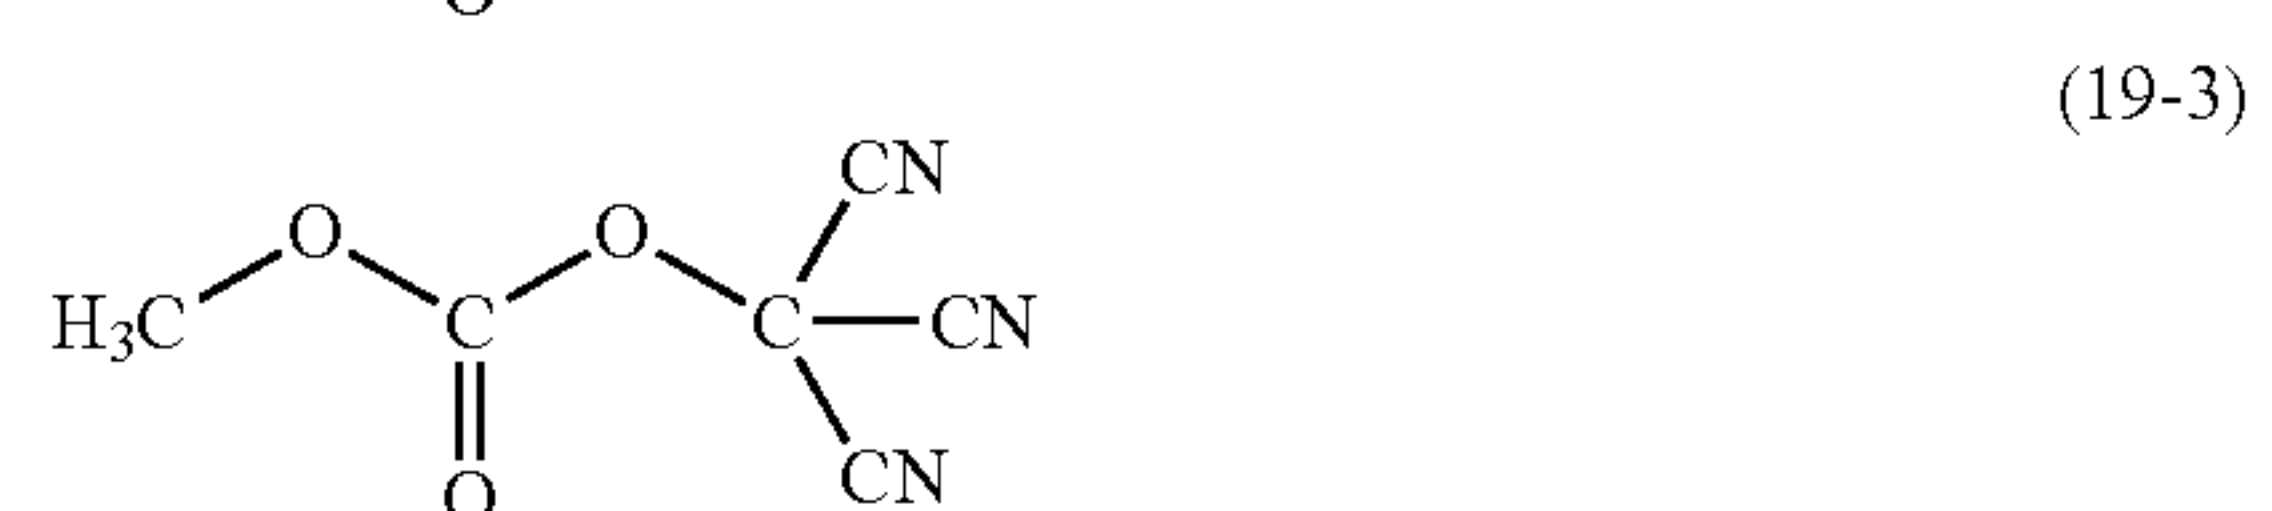 O
(19-3)
CN
O O
H₃C C C CN
O CN